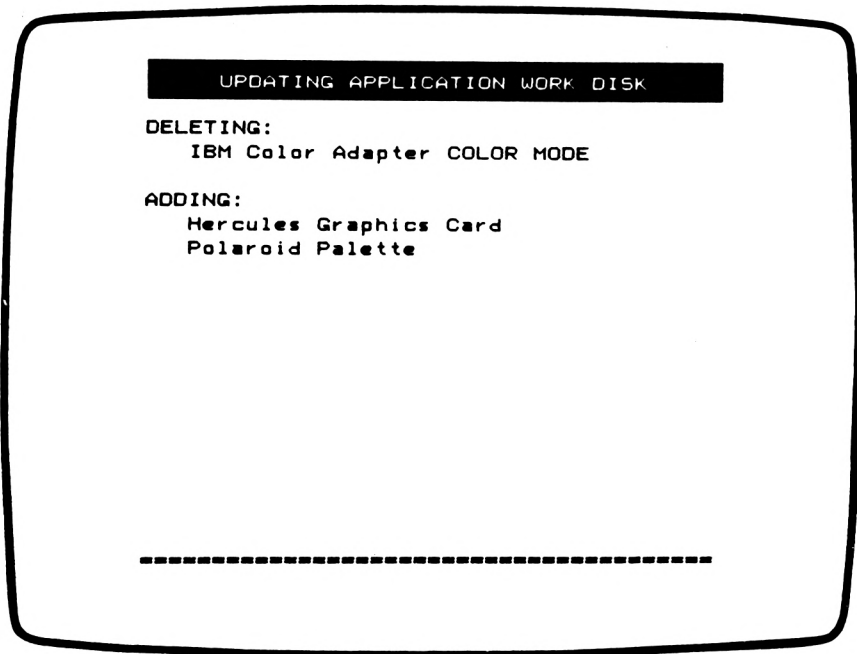 UPDATING APPLICATION WORK DISK
DELETING:
IBM Color Adapter COLOR MODE
ADDING:
Hercules Graphics Card
Polaroid Palette